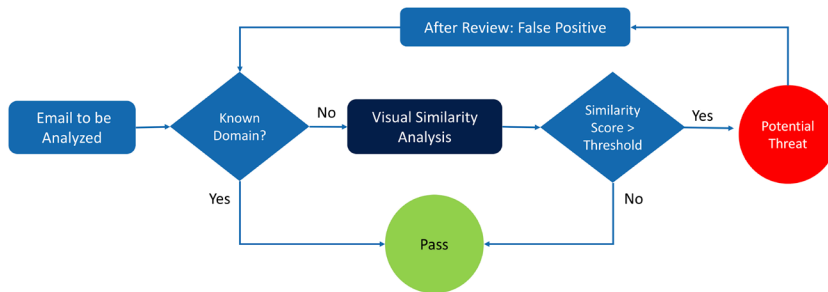 After Review: False Positive
Email to be
Analyzed
Known
Domain?
No
Visual Similarity
Analysis
Similarity
Score >
Threshold
Yes
Potential
Threat
Yes
No
Pass